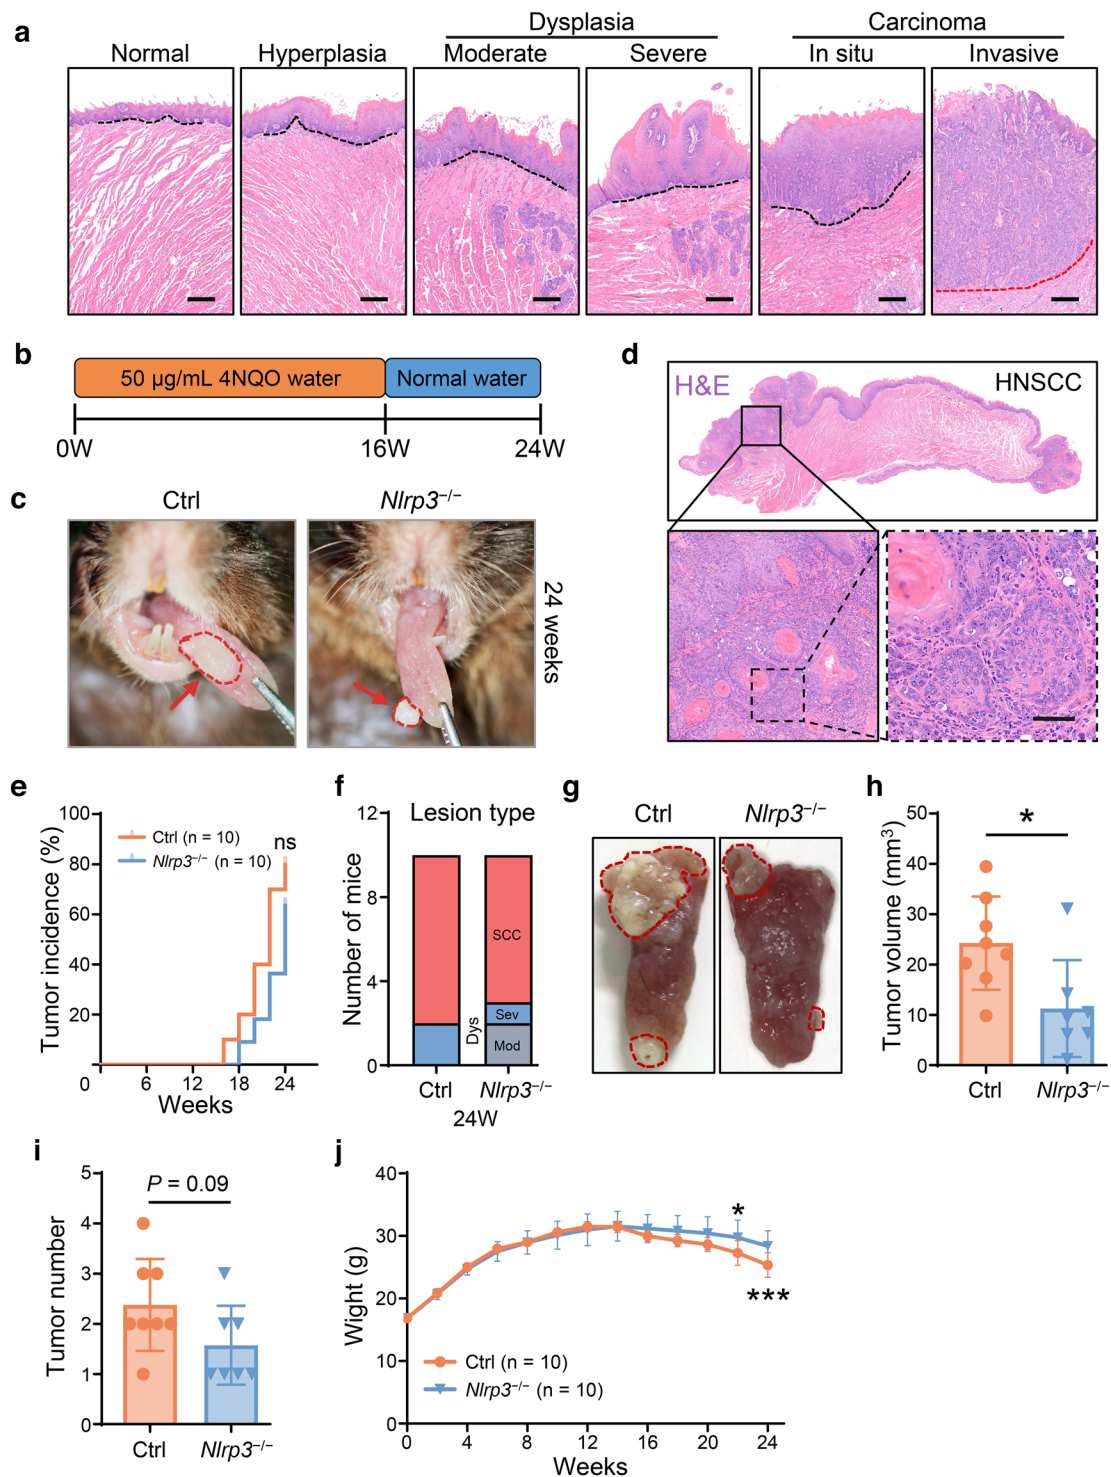 a
Dysplasia
Carcinoma
Normal
Hyperplasia
Moderate
Severe
In situ
Invasive
b
50 μg/mL 4NQO water
Normal water
0W
16W
24W
c
Ctrl
Nlrp3−/−
24 weeks
d
H&E
HNSCC
e
Tumor incidence (%)
100
80
60
40
20
0
6
12
18
24
Weeks
Ctrl (n = 10)
Nlrp3−/− (n = 10)
ns
f
Lesion type
Number of mice
12
8
4
0
SCC
Sev
Mod
Dys
Ctrl
Nlrp3−/−
24W
g
Ctrl
Nlrp3−/−
h
Tumor volume (mm3)
50
40
30
20
10
0
*
Ctrl
Nlrp3−/−
i
Tumor number
5
4
3
2
1
0
P = 0.09
Ctrl
Nlrp3−/−
j
Wight (g)
40
30
20
10
0
*
***
Ctrl (n = 10)
Nlrp3−/− (n = 10)
0
4
8
12
16
20
24
Weeks